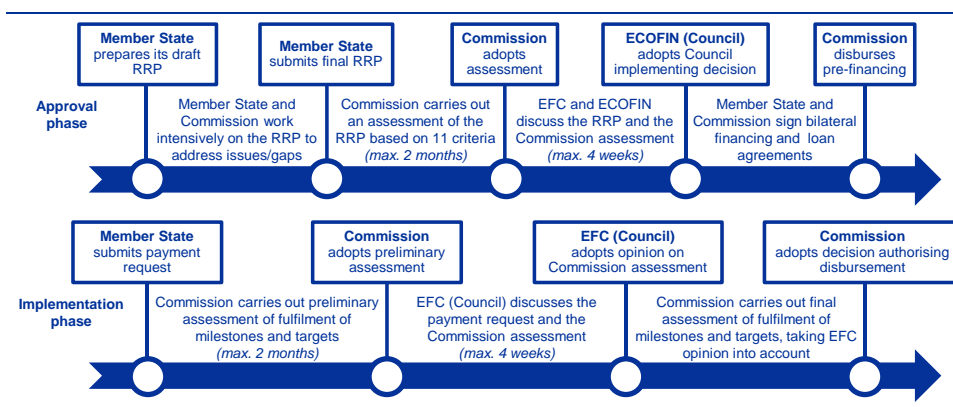 Member State
prepares its draft
RRP
Member State
submits final RRP
Commission
adopts
assessment
ECOFIN (Council)
adopts Council
implementing decision
Commission
disburses
pre-financing
Approval
phase
Member State and
Commission work
intensively on the RRP to
address issues/gaps
Commission carries out
an assessment of the
RRP based on 11 criteria
(max. 2 months)
EFC and ECOFIN
discuss the RRP and the
Commission assessment
(max. 4 weeks)
Member State and
Commission sign bilateral
financing and loan
agreements
Member State
submits payment
request
Commission
adopts preliminary
assessment
EFC (Council)
adopts opinion on
Commission assessment
Commission
adopts decision authorising
disbursement
Implementation
phase
Commission carries out preliminary
assessment of fulfilment of
milestones and targets
(max. 2 months)
EFC (Council) discusses the
payment request and the
Commission assessment
(max. 4 weeks)
Commission carries out final
assessment of fulfilment of
milestones and targets, taking EFC
opinion into account